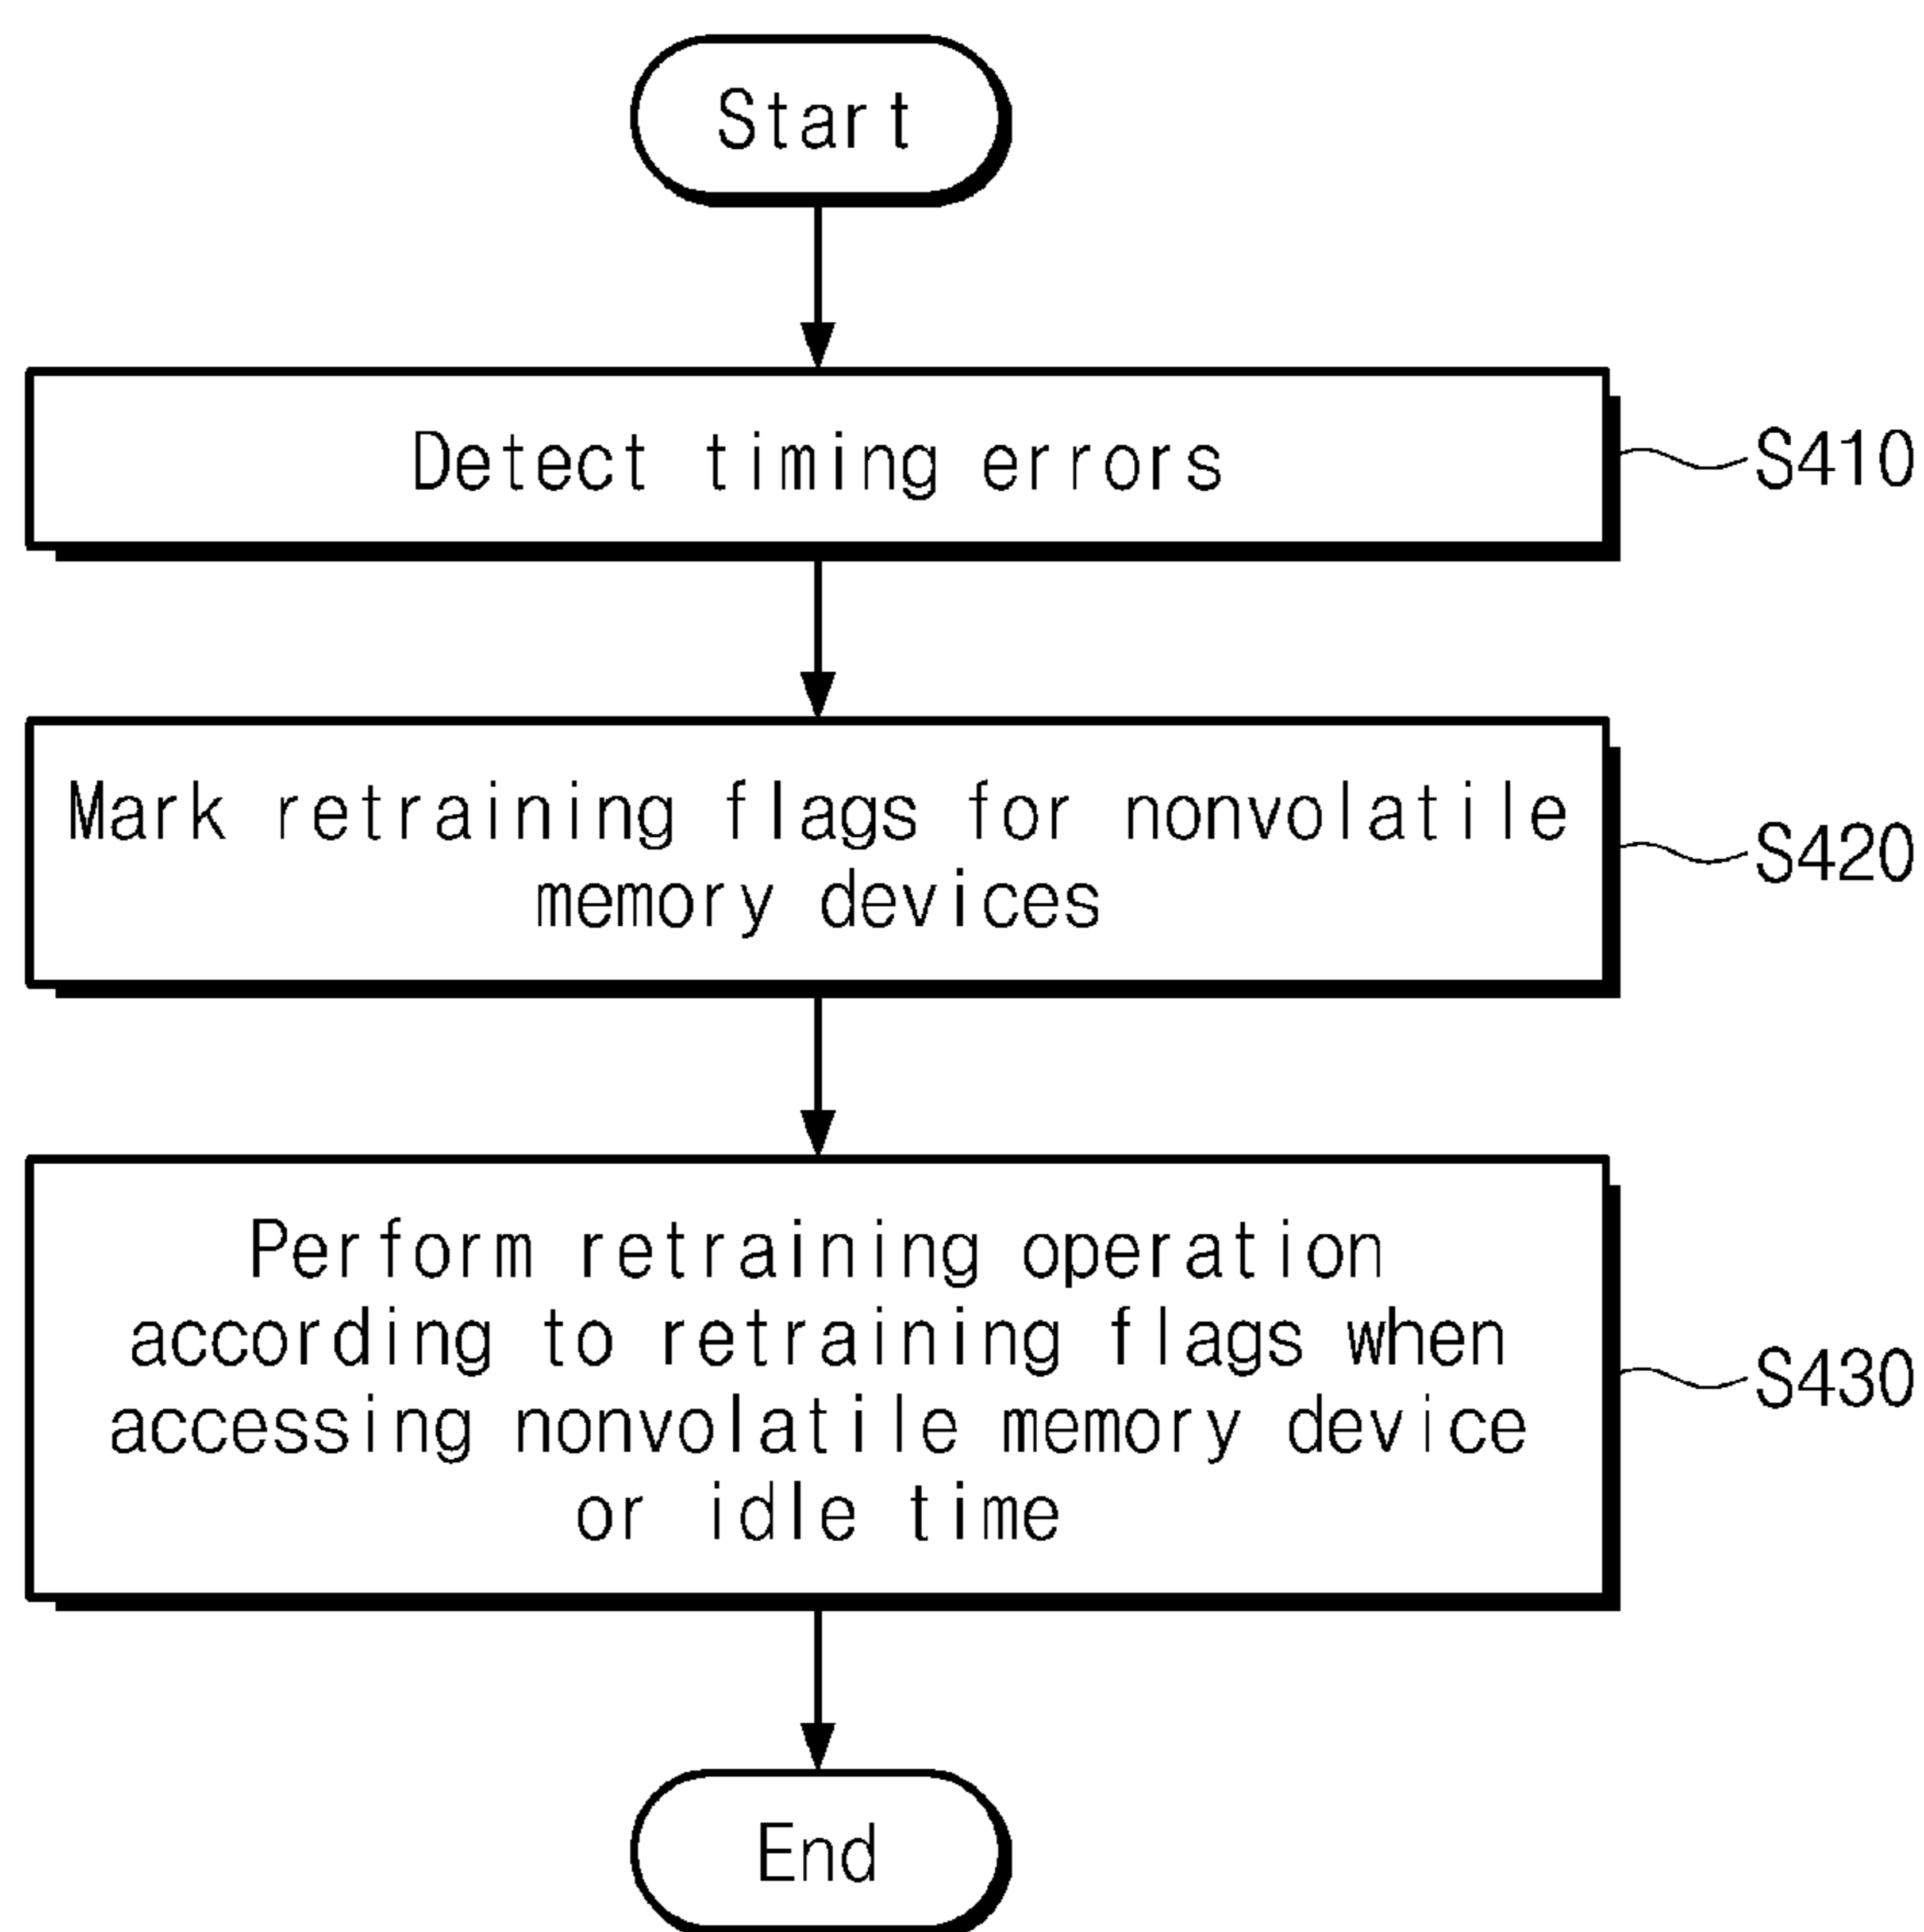 Start
Detect timing errors
S410
Mark retraining flags for nonvolatile
memory devices
S420
Perform retraining operation
according to retraining flags when
accessing nonvolatile memory device
or idle time
S430
End